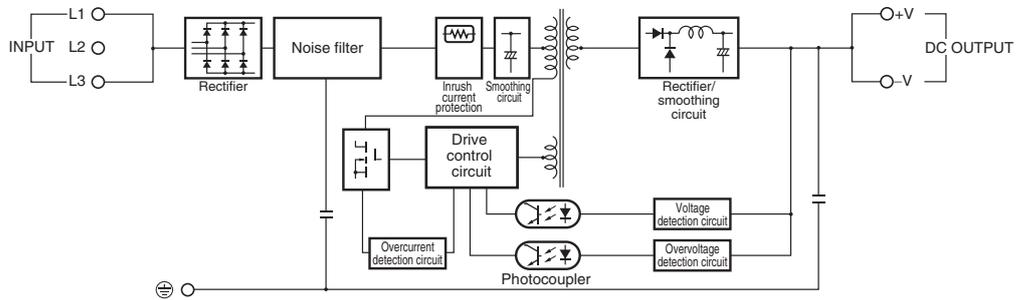 L1
+V
INPUT
L2
Noise filter
DC OUTPUT
L3
–V
Rectifier
Inrush
current
protection
Smoothing
circuit
Rectifier/
smoothing
circuit
Drive
control
circuit
Voltage
detection circuit
Overcurrent
detection circuit
Overvoltage
detection circuit
Photocoupler